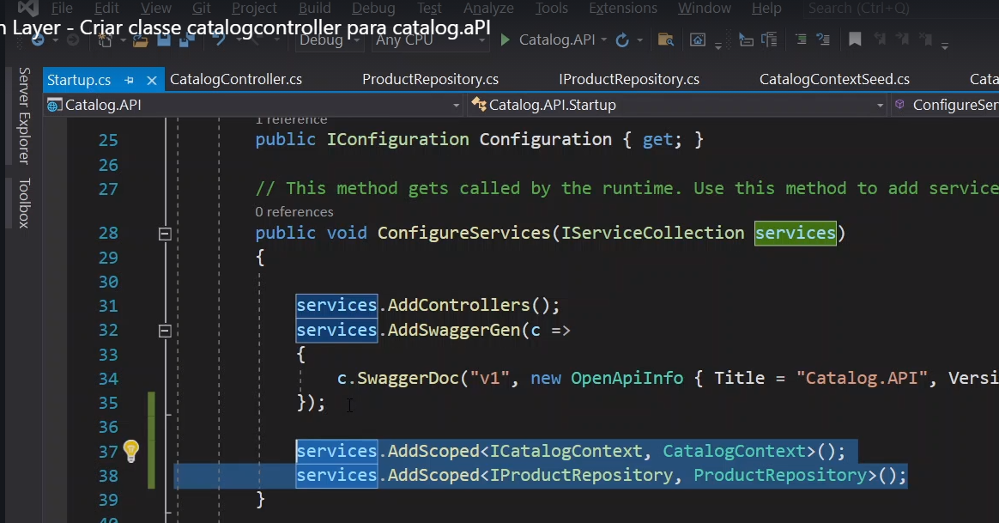 File Edit View Git Project Build Debug Test Analyze Tools Extensions Window Help Search (Ctrl+Q)
n Layer - Criar classe catalogcontroller para catalog.aPI
Debug Any CPU Catalog.API
Startup.cs CatalogController.cs ProductRepository.cs IProductRepository.cs CatalogContextSeed.cs Cata
Catalog.API Catalog.API.Startup ConfigureSer
Server Explorer
Toolbox
1 reference
25 public IConfiguration Configuration { get; }
26
27 // This method gets called by the runtime. Use this method to add service
0 references
28 public void ConfigureServices(IServiceCollection services)
29 {
30
31 services.AddControllers();
32 services.AddSwaggerGen(c =>
33 {
34 c.SwaggerDoc("v1", new OpenApiInfo { Title = "Catalog.API", Versi
35 });
36
37 services.AddScoped<ICatalogContext, CatalogContext>();
38 services.AddScoped<IProductRepository, ProductRepository>();
39 }
40